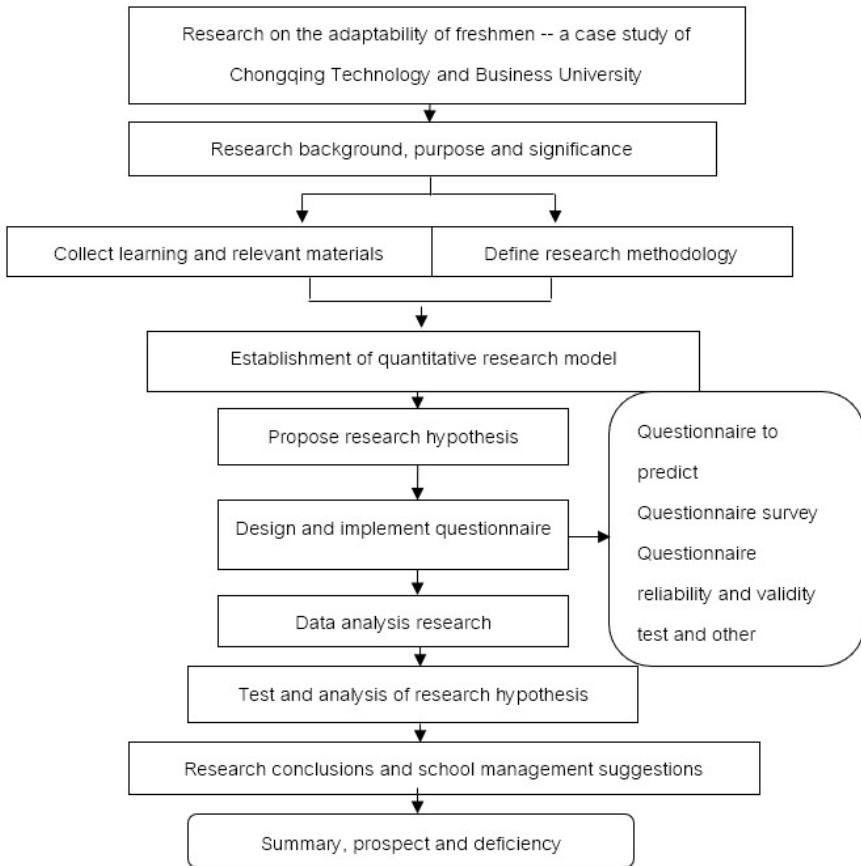 Research on the adaptability of freshmen -- a case study of
Chongqing Technology and Business University
Research background, purpose and significance
Collect learning and relevant materials
Define research methodology
Establishment of quantitative research model
Propose research hypothesis
Design and implement questionnaire
Questionnaire to
predict
Questionnaire survey
Questionnaire
reliability and validity
test and other
Data analysis research
Test and analysis of research hypothesis
Research conclusions and school management suggestions
Summary, prospect and deficiency